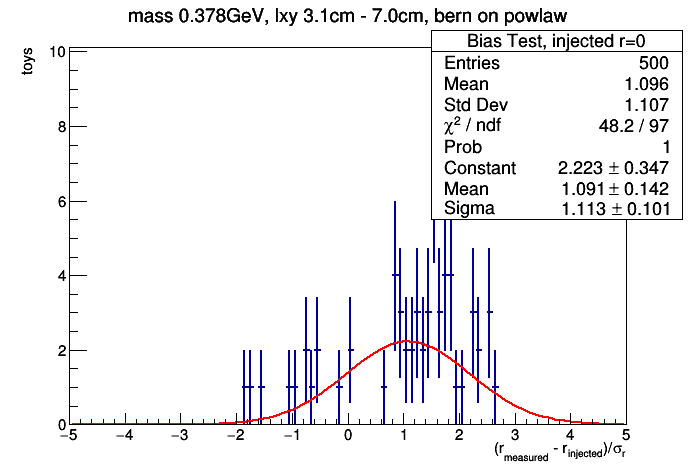 mass 0.378GeV, lxy 3.1cm - 7.0cm, bern on powlaw
Bias Test, injected r=0
Entries 500
Mean 1.096
Std Dev 1.107
χ² / ndf 48.2 / 97
Prob 1
Constant 2.223 ± 0.347
Mean 1.091 ± 0.142
Sigma 1.113 ± 0.101
toys
10
8
6
4
2
0
−5 −4 −3 −2 −1 0 1 2 3 4 5
(r_measured - r_injected)/σ_r